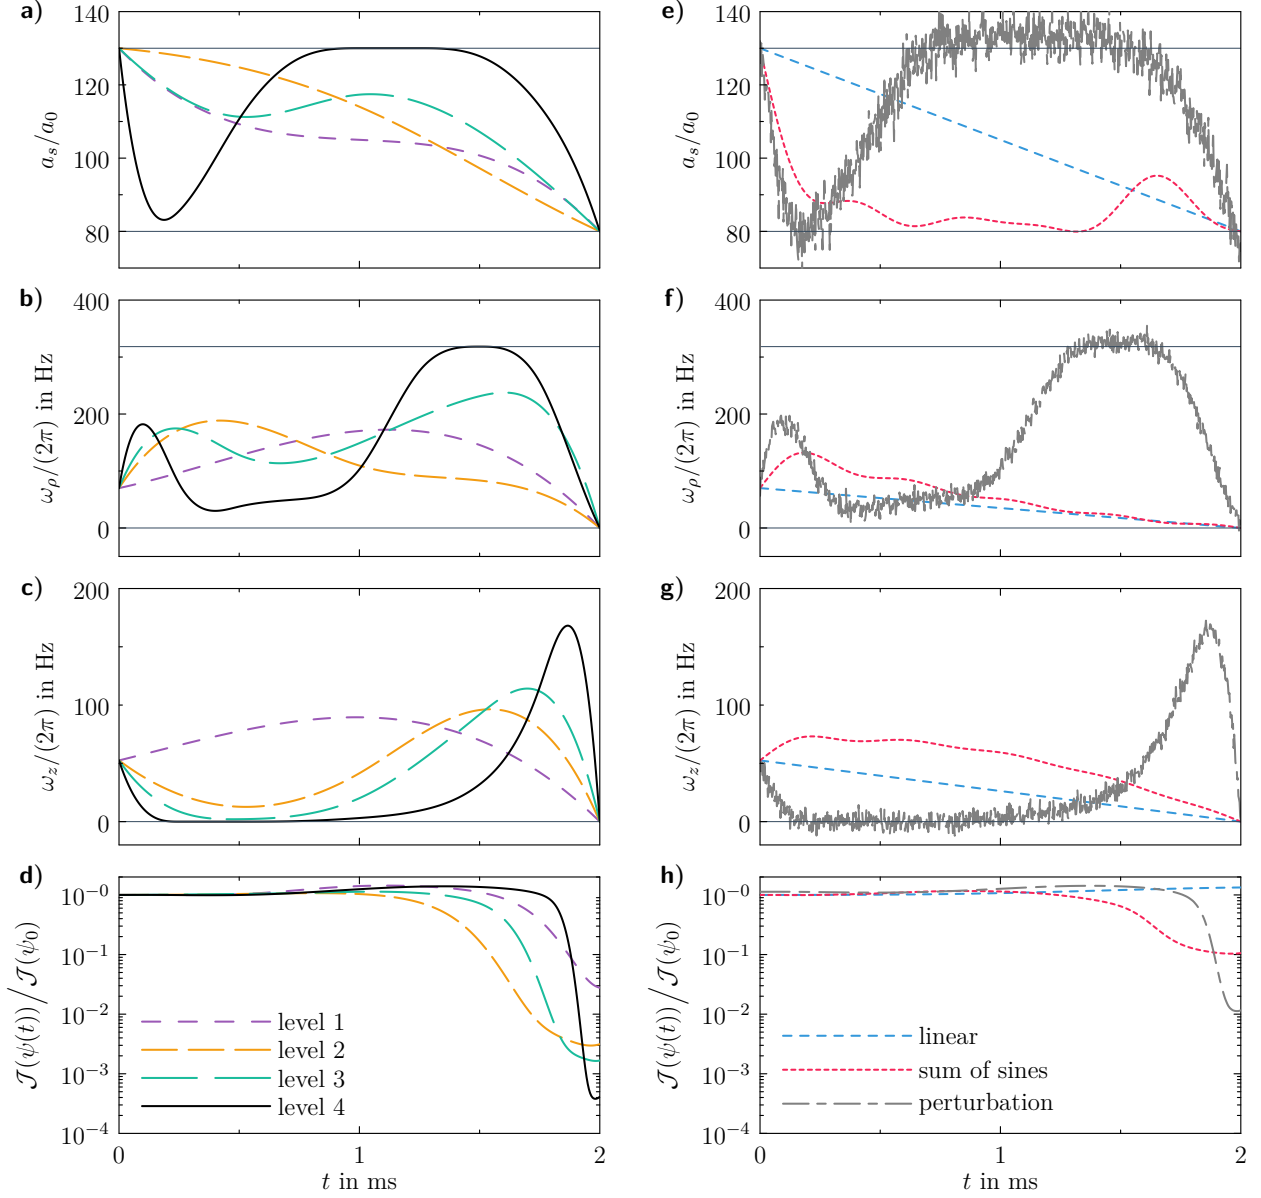 a)
140
120
100
80
a_s/a_0
b)
400
200
0
ω_ρ/(2π) in Hz
c)
200
100
0
ω_z/(2π) in Hz
d)
10^−0
10^−1
10^−2
10^−3
10^−4
𝒥(ψ(t))/𝒥(ψ_0)
level 1
level 2
level 3
level 4
0 1 2
t in ms
e)
140
120
100
80
a_s/a_0
f)
400
200
0
ω_ρ/(2π) in Hz
g)
200
100
0
ω_z/(2π) in Hz
h)
10^−0
10^−1
10^−2
10^−3
10^−4
𝒥(ψ(t))/𝒥(ψ_0)
linear
sum of sines
perturbation
0 1 2
t in ms